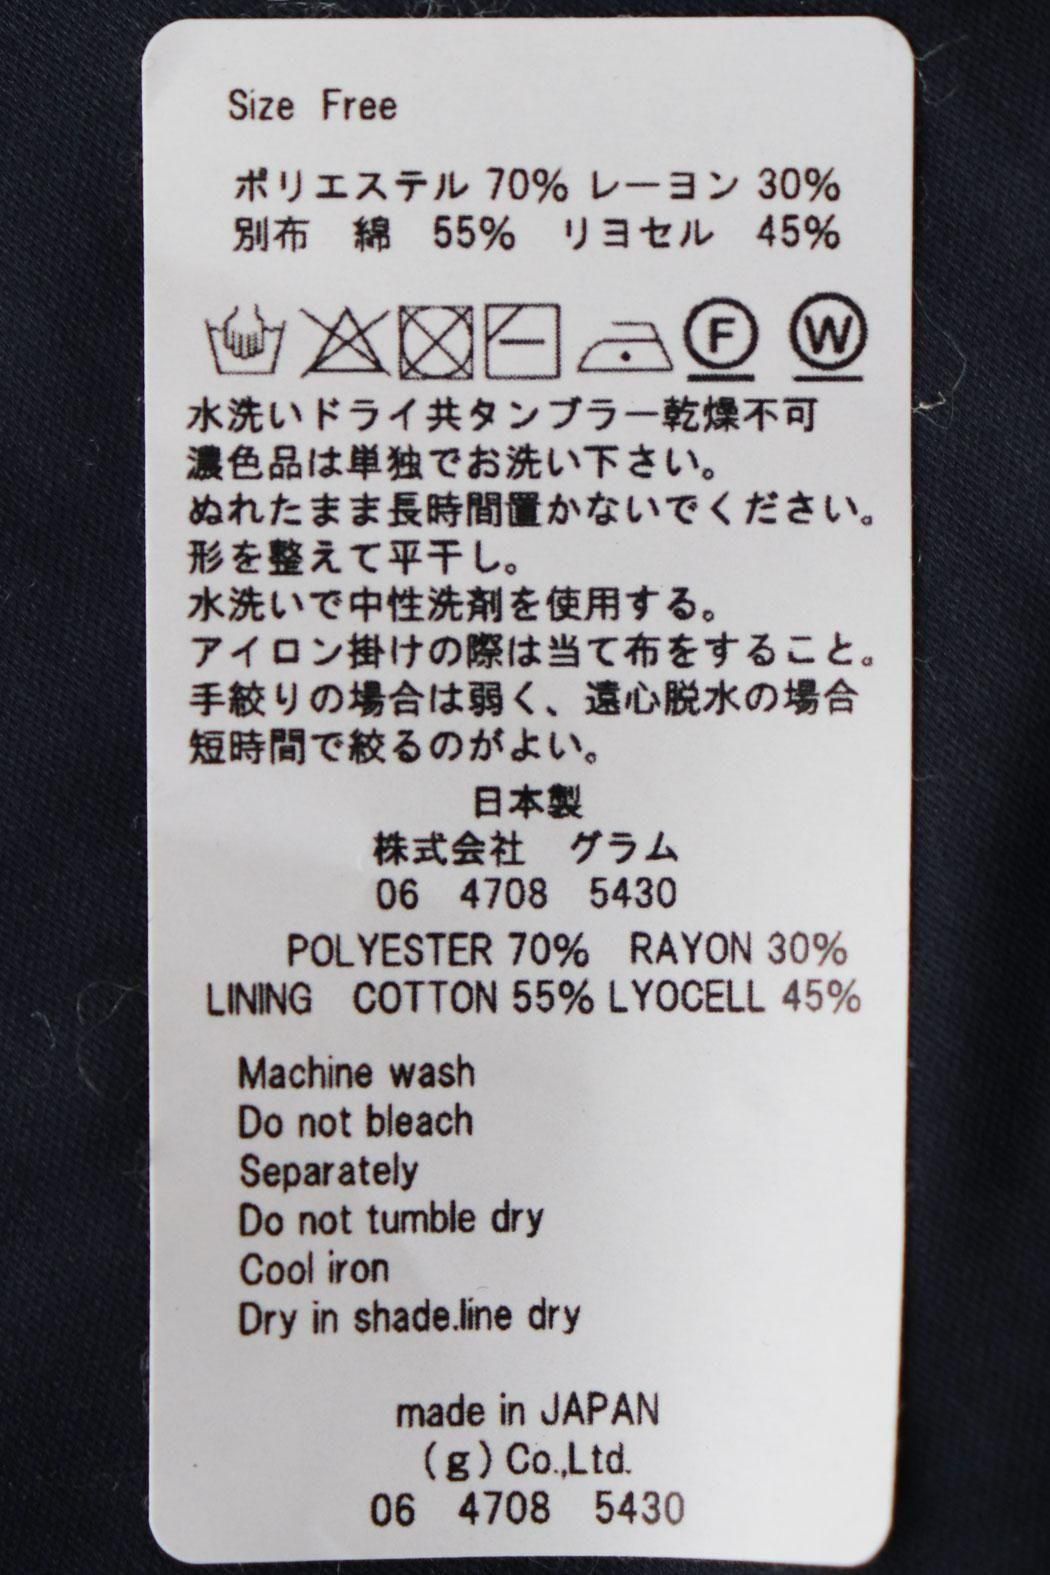 Size Free
ポリエステル 70% レーヨン 30%
別布 綿 55% リヨセル 45%
F W
水洗いドライ共タンブラー乾燥不可
濃色品は単独でお洗い下さい。
ぬれたまま長時間置かないでください。
形を整えて平干し。
水洗いで中性洗剤を使用する。
アイロン掛けの際は当て布をすること。
手絞りの場合は弱く、遠心脱水の場合
短時間で絞るのがよい。
日本製
株式会社 グラム
06 4708 5430
POLYESTER 70% RAYON 30%
LINING COTTON 55% LYOCELL 45%
Machine wash
Do not bleach
Separately
Do not tumble dry
Cool iron
Dry in shade.line dry
made in JAPAN
(g) Co.,Ltd.
06 4708 5430